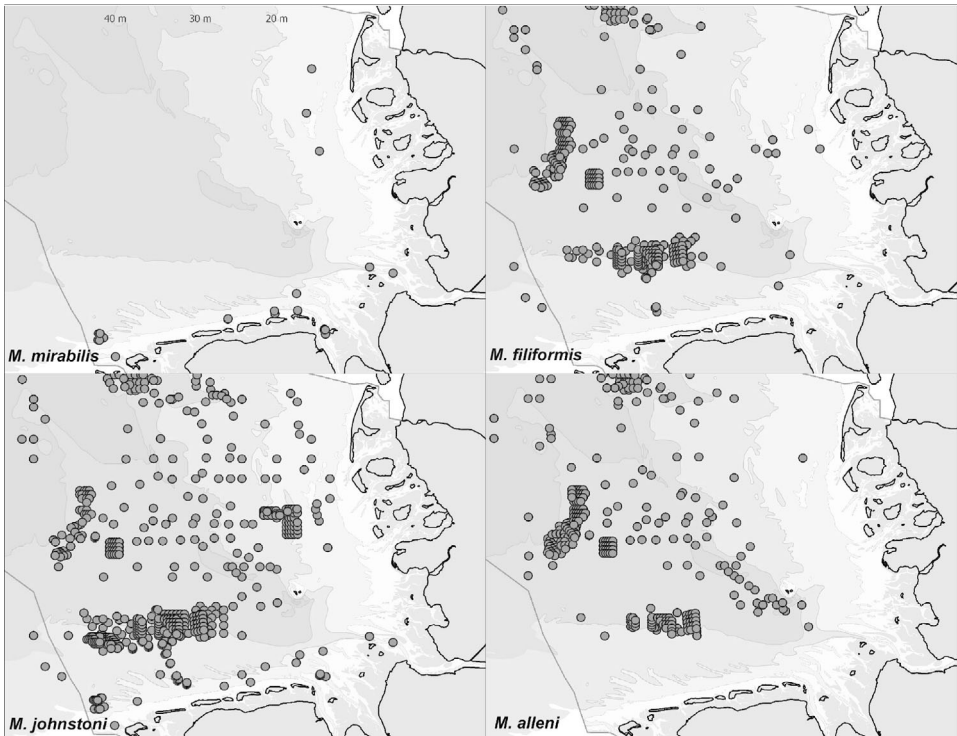 40 m 30 m 20 m
M. mirabilis
M. filiformis
M. johnstoni
M. alleni